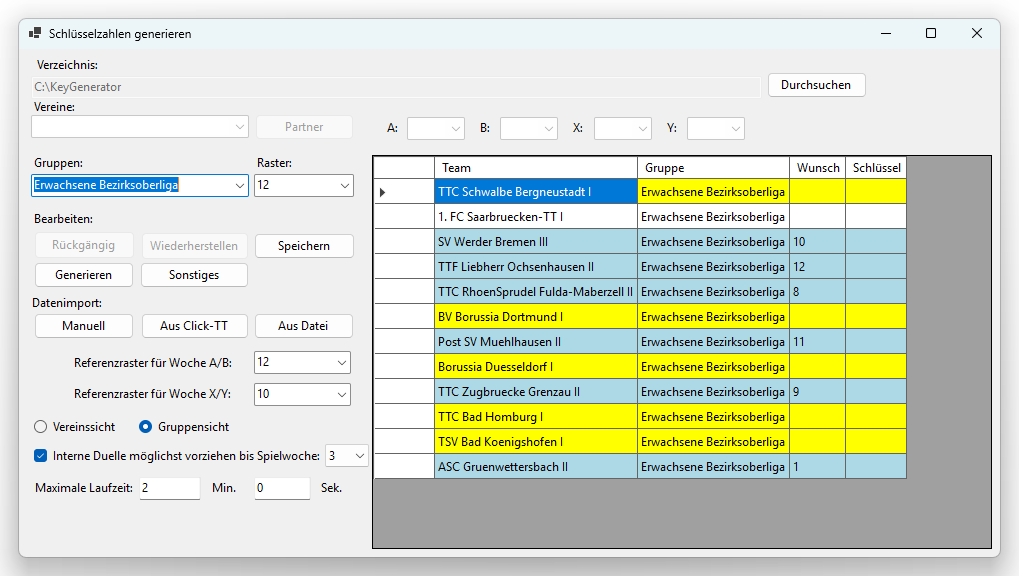 Schlüsselzahlen generieren
Verzeichnis:
C:\KeyGenerator
Durchsuchen
Vereine:
Partner
A: B: X: Y:
Gruppen: Raster:
Erwachsene Bezirksoberliga 12
Bearbeiten:
Rückgängig Wiederherstellen Speichern
Generieren Sonstiges
Datenimport:
Manuell Aus Click-TT Aus Datei
Referenzraster für Woche A/B: 12
Referenzraster für Woche X/Y: 10
Vereinssicht Gruppensicht
Interne Duelle möglichst vorziehen bis Spielwoche: 3
Maximale Laufzeit: 2 Min. 0 Sek.
Team Gruppe Wunsch Schlüssel
TTC Schwalbe Bergneustadt I Erwachsene Bezirksoberliga
1. FC Saarbruecken-TT I Erwachsene Bezirksoberliga
SV Werder Bremen III Erwachsene Bezirksoberliga 10
TTF Liebherr Ochsenhausen II Erwachsene Bezirksoberliga 12
TTC RhoenSprudel Fulda-Maberzell II Erwachsene Bezirksoberliga 8
BV Borussia Dortmund I Erwachsene Bezirksoberliga
Post SV Muehlhausen II Erwachsene Bezirksoberliga 11
Borussia Duesseldorf I Erwachsene Bezirksoberliga
TTC Zugbruecke Grenzau II Erwachsene Bezirksoberliga 9
TTC Bad Homburg I Erwachsene Bezirksoberliga
TSV Bad Koenigshofen I Erwachsene Bezirksoberliga
ASC Gruenwettersbach II Erwachsene Bezirksoberliga 1